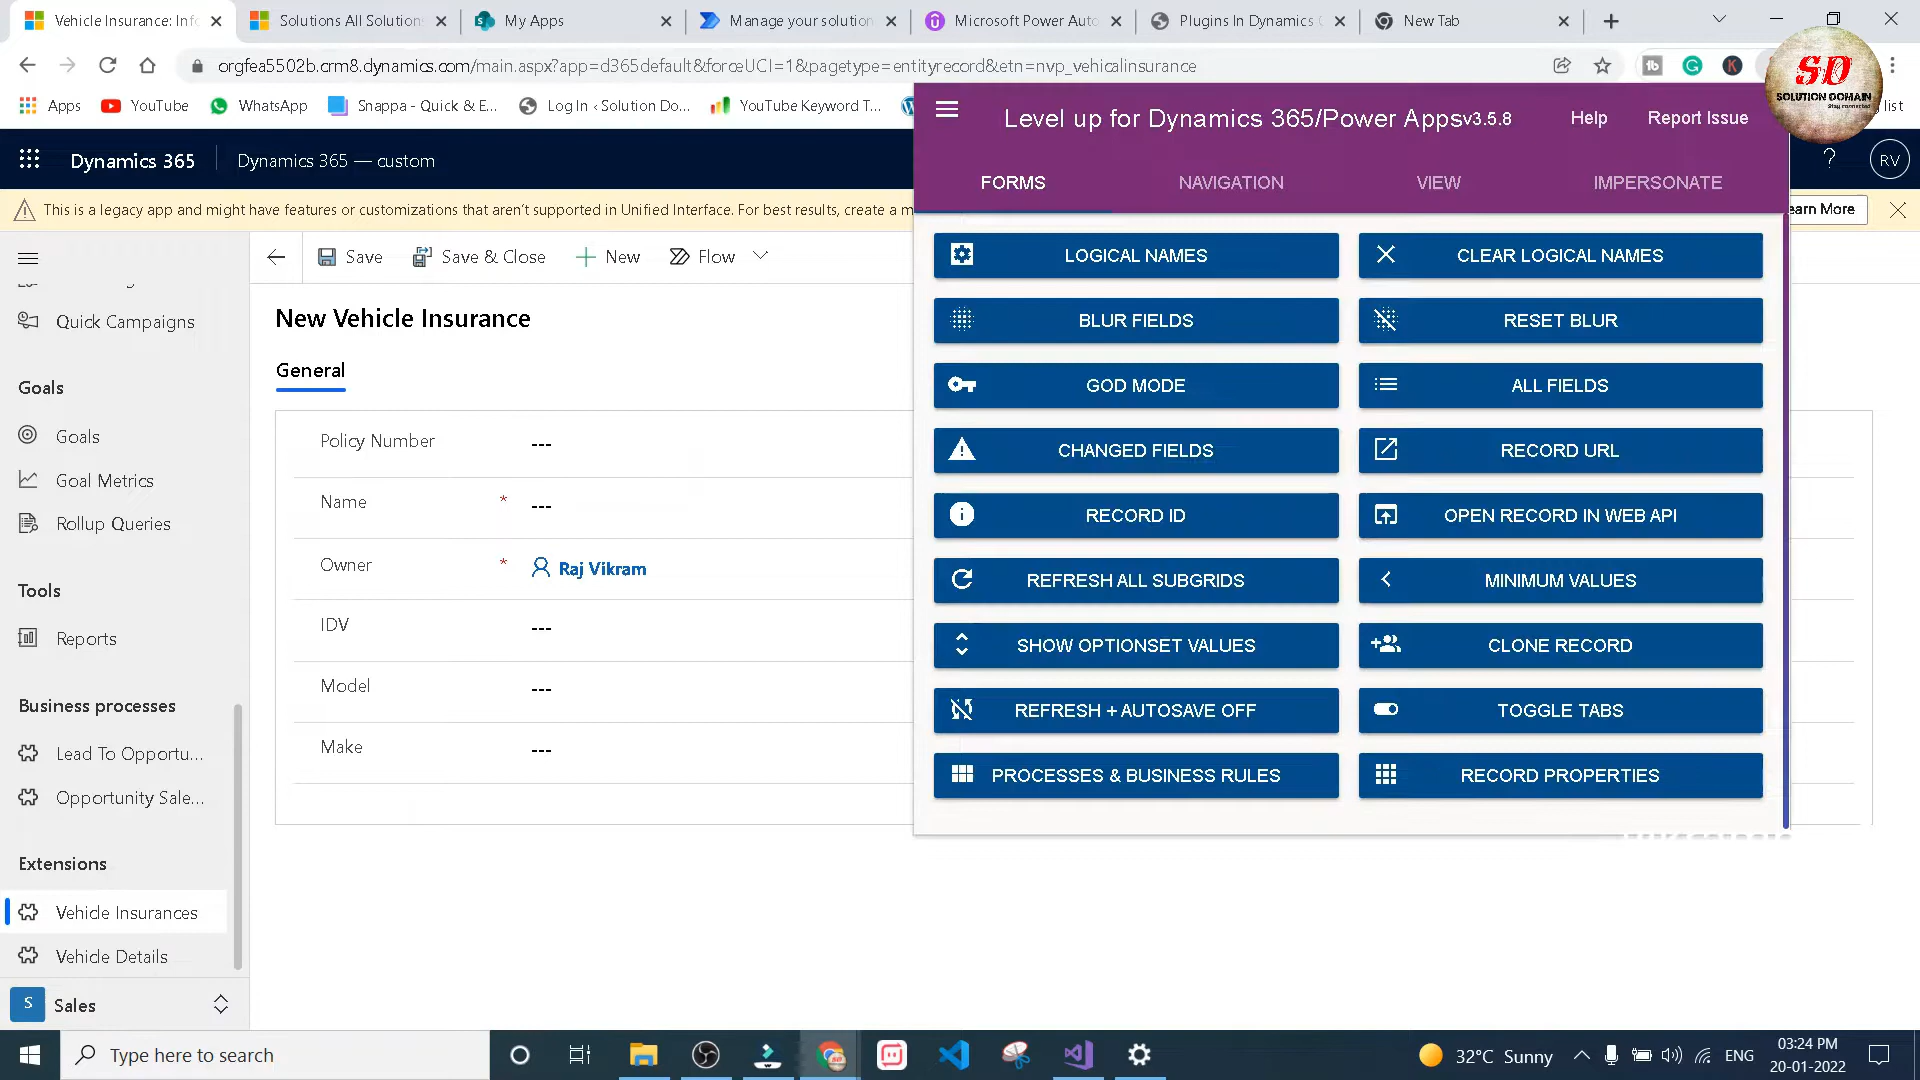 Vehicle Insurance: Info
Solutions All Solutions
My Apps
Manage your solution
Microsoft Power Auto
Plugins In Dynamics
New Tab
orgfea5502b.crm8.dynamics.com/main.aspx?app=d365default&forceUCI=1&pagetype=entityrecord&etn=nvp_vehicalinsurance
Apps
YouTube
WhatsApp
Snappa - Quick & E...
Log In ‹ Solution Do...
YouTube Keyword T...
list
SD
SOLUTION DOMAIN
Stay connected
Level up for Dynamics 365/Power Appsv3.5.8
Help
Report Issue
Dynamics 365
Dynamics 365 — custom
?
RV
FORMS
NAVIGATION
VIEW
IMPERSONATE
This is a legacy app and might have features or customizations that aren't supported in Unified Interface. For best results, create a m
earn More
Save
Save & Close
New
Flow
LOGICAL NAMES
CLEAR LOGICAL NAMES
BLUR FIELDS
RESET BLUR
GOD MODE
ALL FIELDS
CHANGED FIELDS
RECORD URL
RECORD ID
OPEN RECORD IN WEB API
REFRESH ALL SUBGRIDS
MINIMUM VALUES
SHOW OPTIONSET VALUES
CLONE RECORD
REFRESH + AUTOSAVE OFF
TOGGLE TABS
PROCESSES & BUSINESS RULES
RECORD PROPERTIES
Quick Campaigns
Goals
Goals
Goal Metrics
Rollup Queries
Tools
Reports
Business processes
Lead To Opportu...
Opportunity Sale...
Extensions
Vehicle Insurances
Vehicle Details
S
Sales
New Vehicle Insurance
General
Policy Number ---
Name * ---
Owner * Raj Vikram
IDV ---
Model ---
Make ---
Type here to search
32°C Sunny
ENG
03:24 PM
20-01-2022